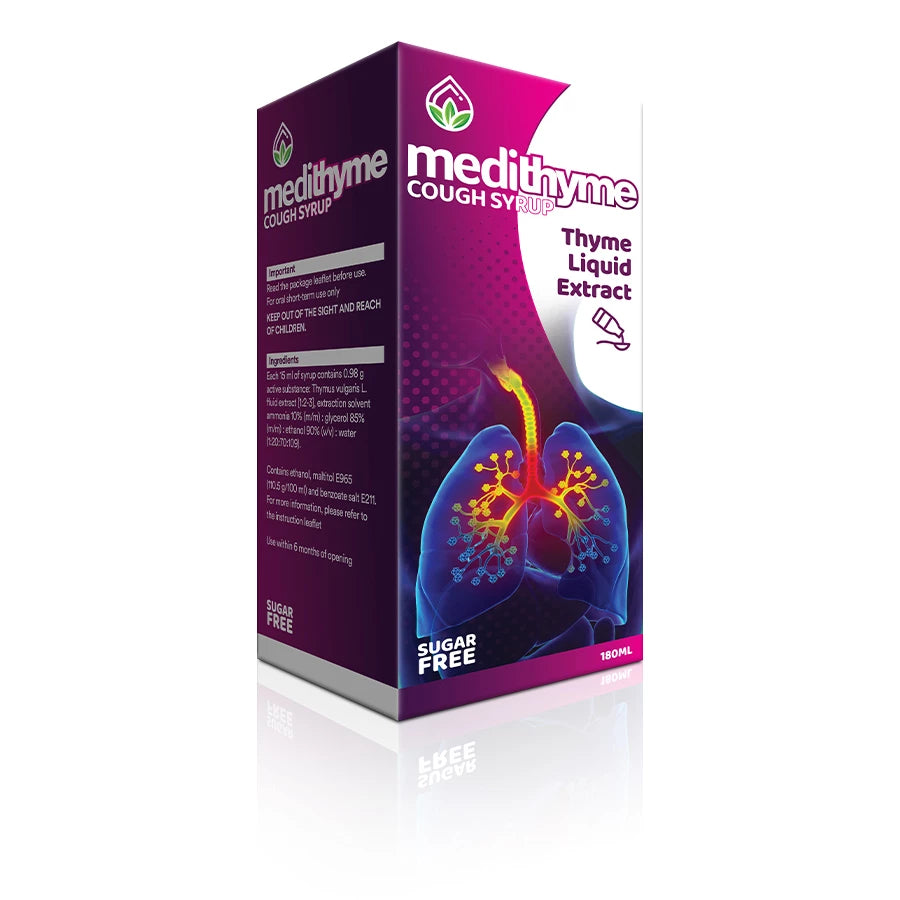 medithyme
COUGH SYRUP
Important
Read the package leaflet before use.
For oral short-term use only
KEEP OUT OF THE SIGHT AND REACH
OF CHILDREN.
Ingredients
Each 15 ml of syrup contains 0.98 g
active substance: Thymus vulgaris L.
fluid extract [1:2-3], extraction solvent
ammonia 10% (m/m) : glycerol 85%
(m/m) : ethanol 90% (v/v) : water
(1:20:70:109).
Contains ethanol, maltitol E965
(110.5 g/100 ml) and benzoate salt E211.
For more information, please refer to
the instruction leaflet
Use within 6 months of opening
SUGAR
FREE
medithyme
COUGH SYRUP
Thyme
Liquid
Extract
SUGAR
FREE
180ML